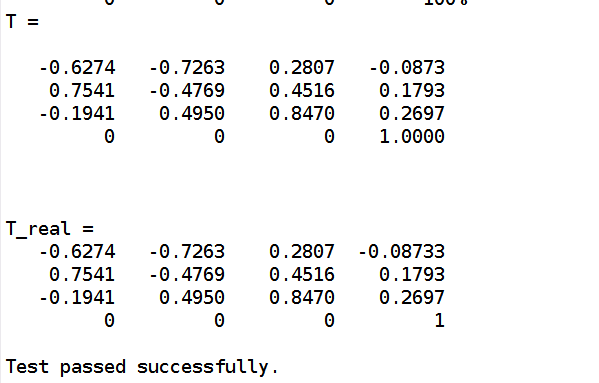 T =
-0.6274 -0.7263 0.2807 -0.0873
0.7541 -0.4769 0.4516 0.1793
-0.1941 0.4950 0.8470 0.2697
0 0 0 1.0000
T_real =
-0.6274 -0.7263 0.2807 -0.08733
0.7541 -0.4769 0.4516 0.1793
-0.1941 0.4950 0.8470 0.2697
0 0 0 1
Test passed successfully.